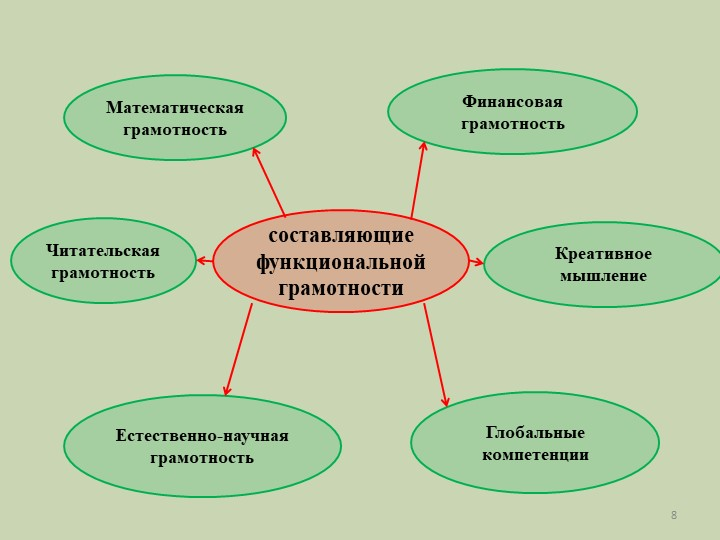 Математическая
грамотность
Финансовая
грамотность
Читательская
грамотность
составляющие
функциональной
грамотности
Креативное
мышление
Естественно-научная
грамотность
Глобальные
компетенции
8